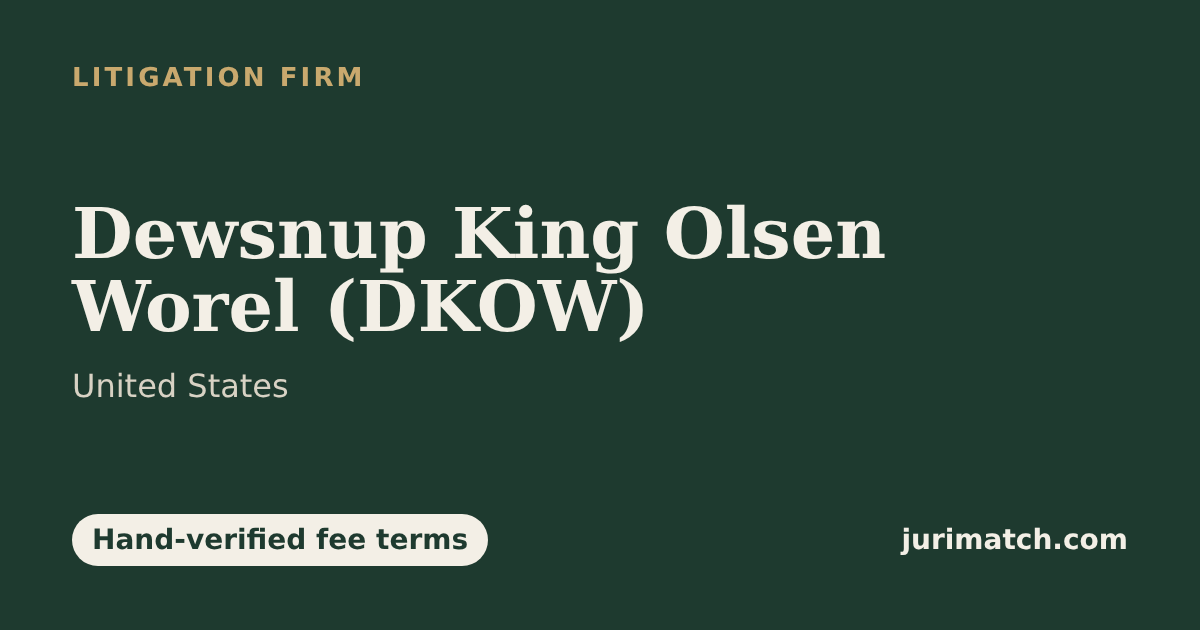 LITIGATION FIRM
Dewsnup King Olsen
Worel (DKOW)
United States
Hand-verified fee terms
jurimatch.com